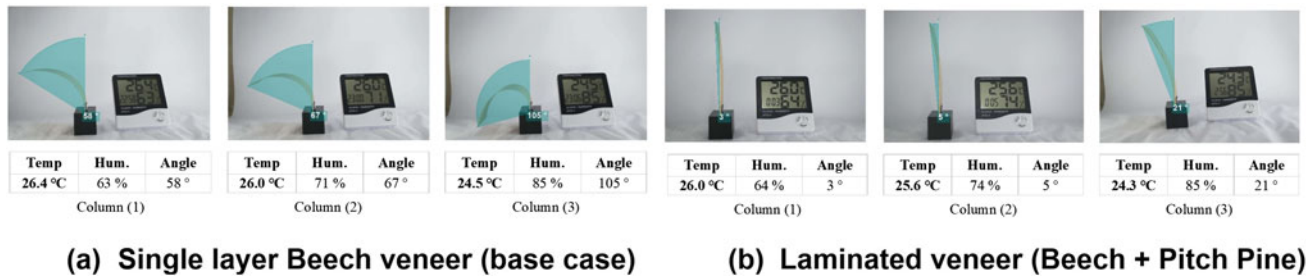 58 °
67 °
105 °
3 °
5 °
21 °
Temp Hum. Angle
26.4 °C 63 % 58 °
Column (1)
Temp Hum. Angle
26.0 °C 71 % 67 °
Column (2)
Temp Hum. Angle
24.5 °C 85 % 105 °
Column (3)
Temp Hum. Angle
26.0 °C 64 % 3 °
Column (1)
Temp Hum. Angle
25.6 °C 74 % 5 °
Column (2)
Temp Hum. Angle
24.3 °C 85 % 21 °
Column (3)
(a) Single layer Beech veneer (base case)
(b) Laminated veneer (Beech + Pitch Pine)